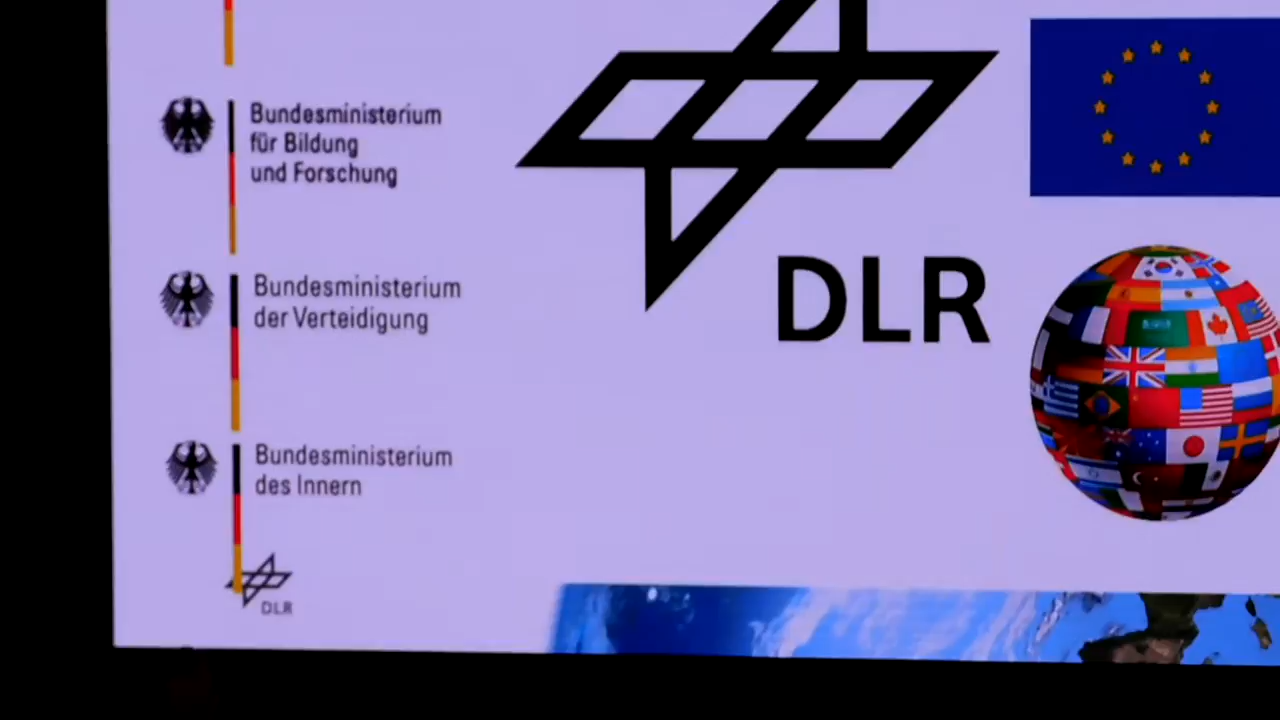 Bundesministerium
für Bildung
und Forschung
Bundesministerium
der Verteidigung
Bundesministerium
des Innern
DLR
DLR